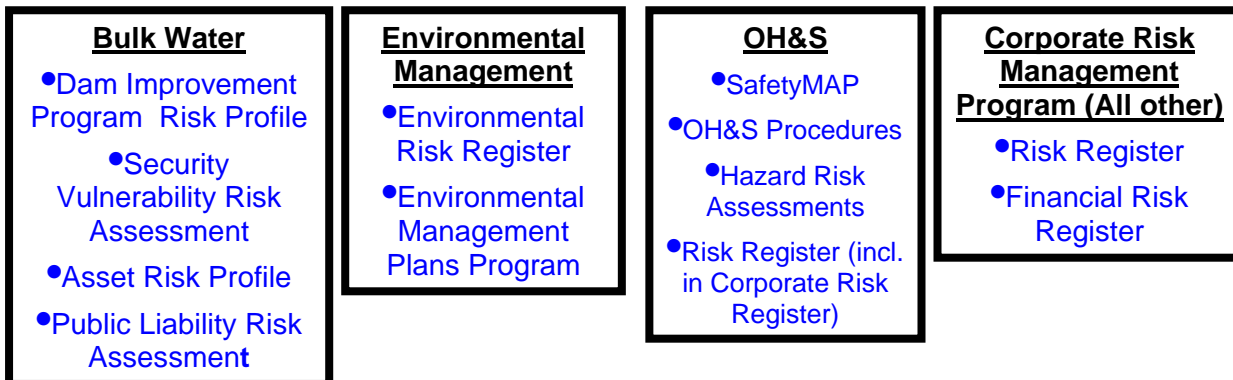 Bulk Water
•Dam Improvement
Program Risk Profile
•Security
Vulnerability Risk
Assessment
•Asset Risk Profile
•Public Liability Risk
Assessment
Environmental
Management
•Environmental
Risk Register
•Environmental
Management
Plans Program
OH&S
•SafetyMAP
•OH&S Procedures
•Hazard Risk
Assessments
•Risk Register (incl.
in Corporate Risk
Register)
Corporate Risk
Management
Program (All other)
•Risk Register
•Financial Risk
Register